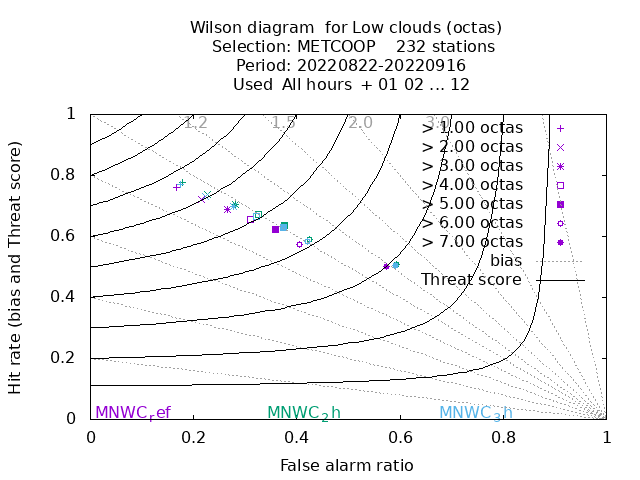 Wilson diagram for Low clouds (octas)
Selection: METCOOP 232 stations
Period: 20220822-20220916
Used All hours + 01 02 ... 12
Hit rate (bias and Threat score)
1
0.8
0.6
0.4
0.2
0
1.2 1.5 2.0 3.0
> 1.00 octas
> 2.00 octas
> 3.00 octas
> 4.00 octas
> 5.00 octas
> 6.00 octas
> 7.00 octas
bias
Threat score
MNWC_ref MNWC_2h MNWC_3h
0 0.2 0.4 0.6 0.8 1
False alarm ratio